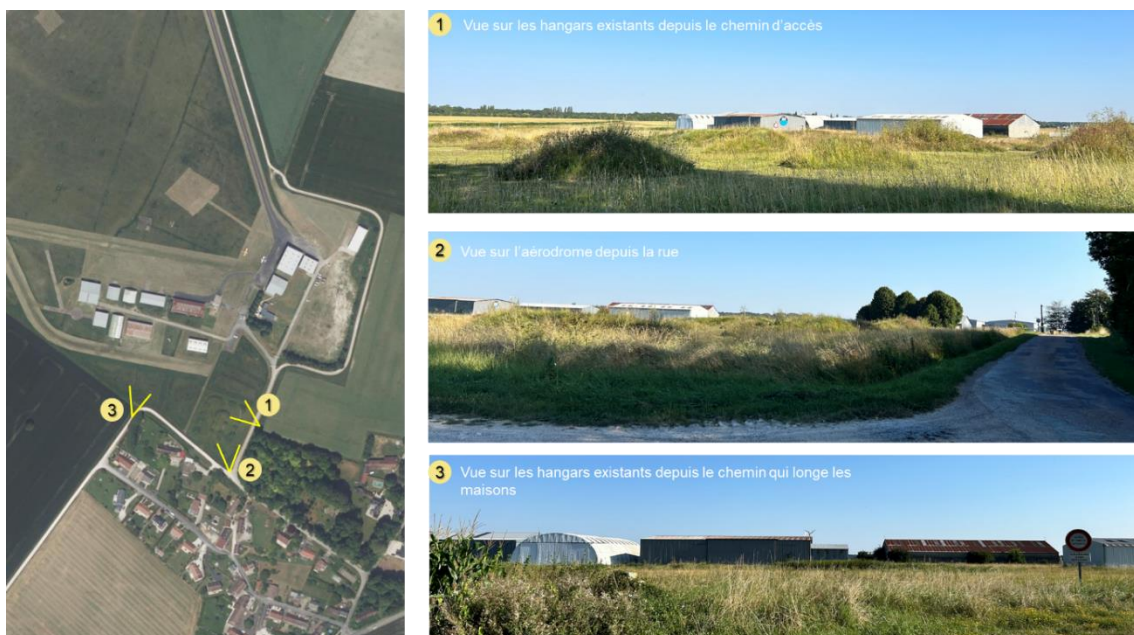 1 Vue sur les hangars existants depuis le chemin d'accès
2 Vue sur l'aérodrome depuis la rue
3 Vue sur les hangars existants depuis le chemin qui longe les
maisons
3
1
2